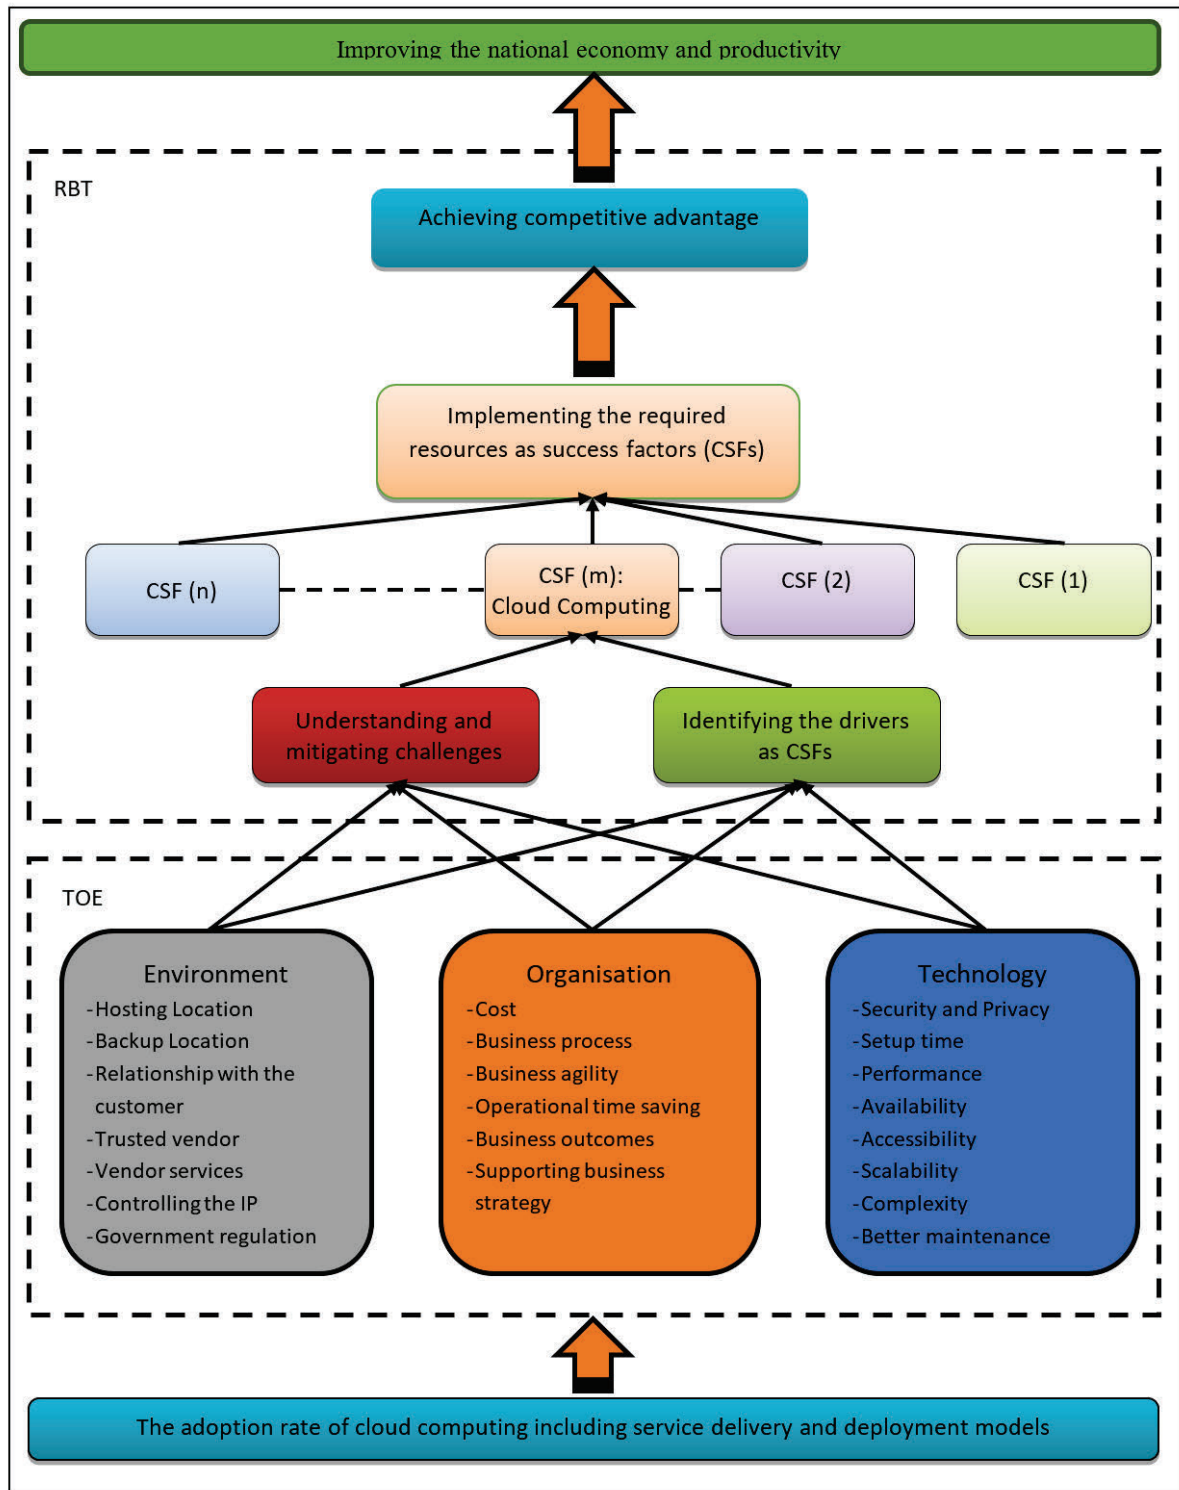 Improving the national economy and productivity
RBT
Achieving competitive advantage
Implementing the required
resources as success factors (CSFs)
CSF (n)
CSF (m):
Cloud Computing
CSF (2)
CSF (1)
Understanding and
mitigating challenges
Identifying the drivers
as CSFs
TOE
Environment
-Hosting Location
-Backup Location
-Relationship with the
customer
-Trusted vendor
-Vendor services
-Controlling the IP
-Government regulation
Organisation
-Cost
-Business process
-Business agility
-Operational time saving
-Business outcomes
-Supporting business
strategy
Technology
-Security and Privacy
-Setup time
-Performance
-Availability
-Accessibility
-Scalability
-Complexity
-Better maintenance
The adoption rate of cloud computing including service delivery and deployment models